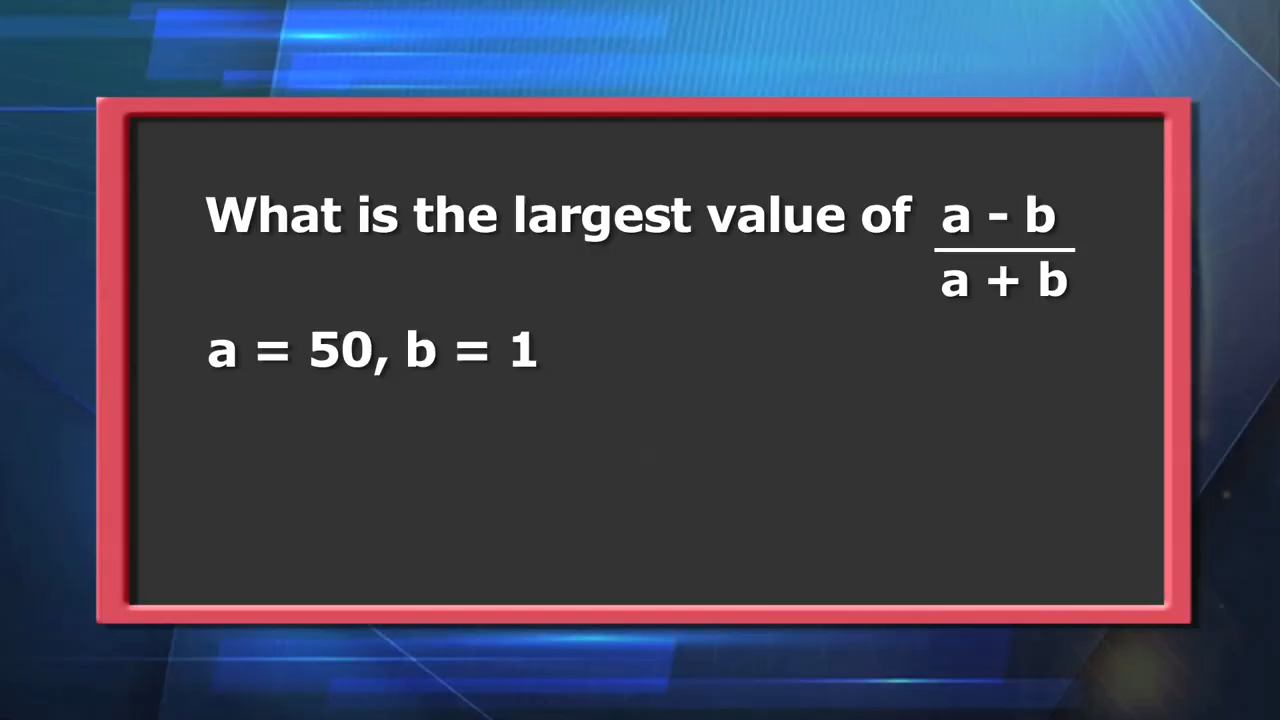 What is the largest value of a - b
a + b
a = 50, b = 1